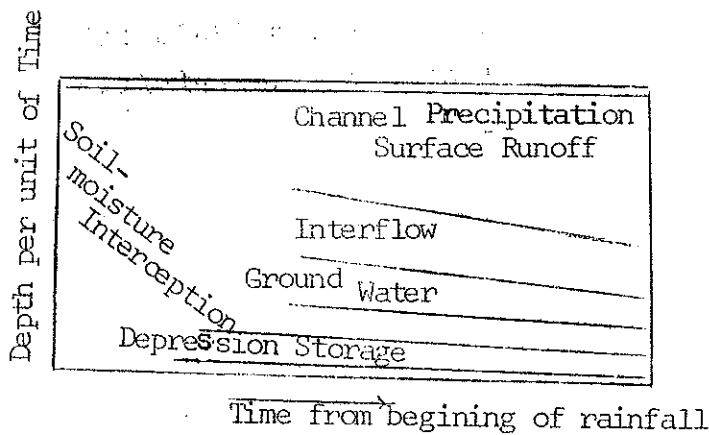 Depth per unit of Time
Channel Precipitation
Surface Runoff
Soil-
moisture
Interception
Interflow
Ground Water
Depression Storage
Time from begining of rainfall